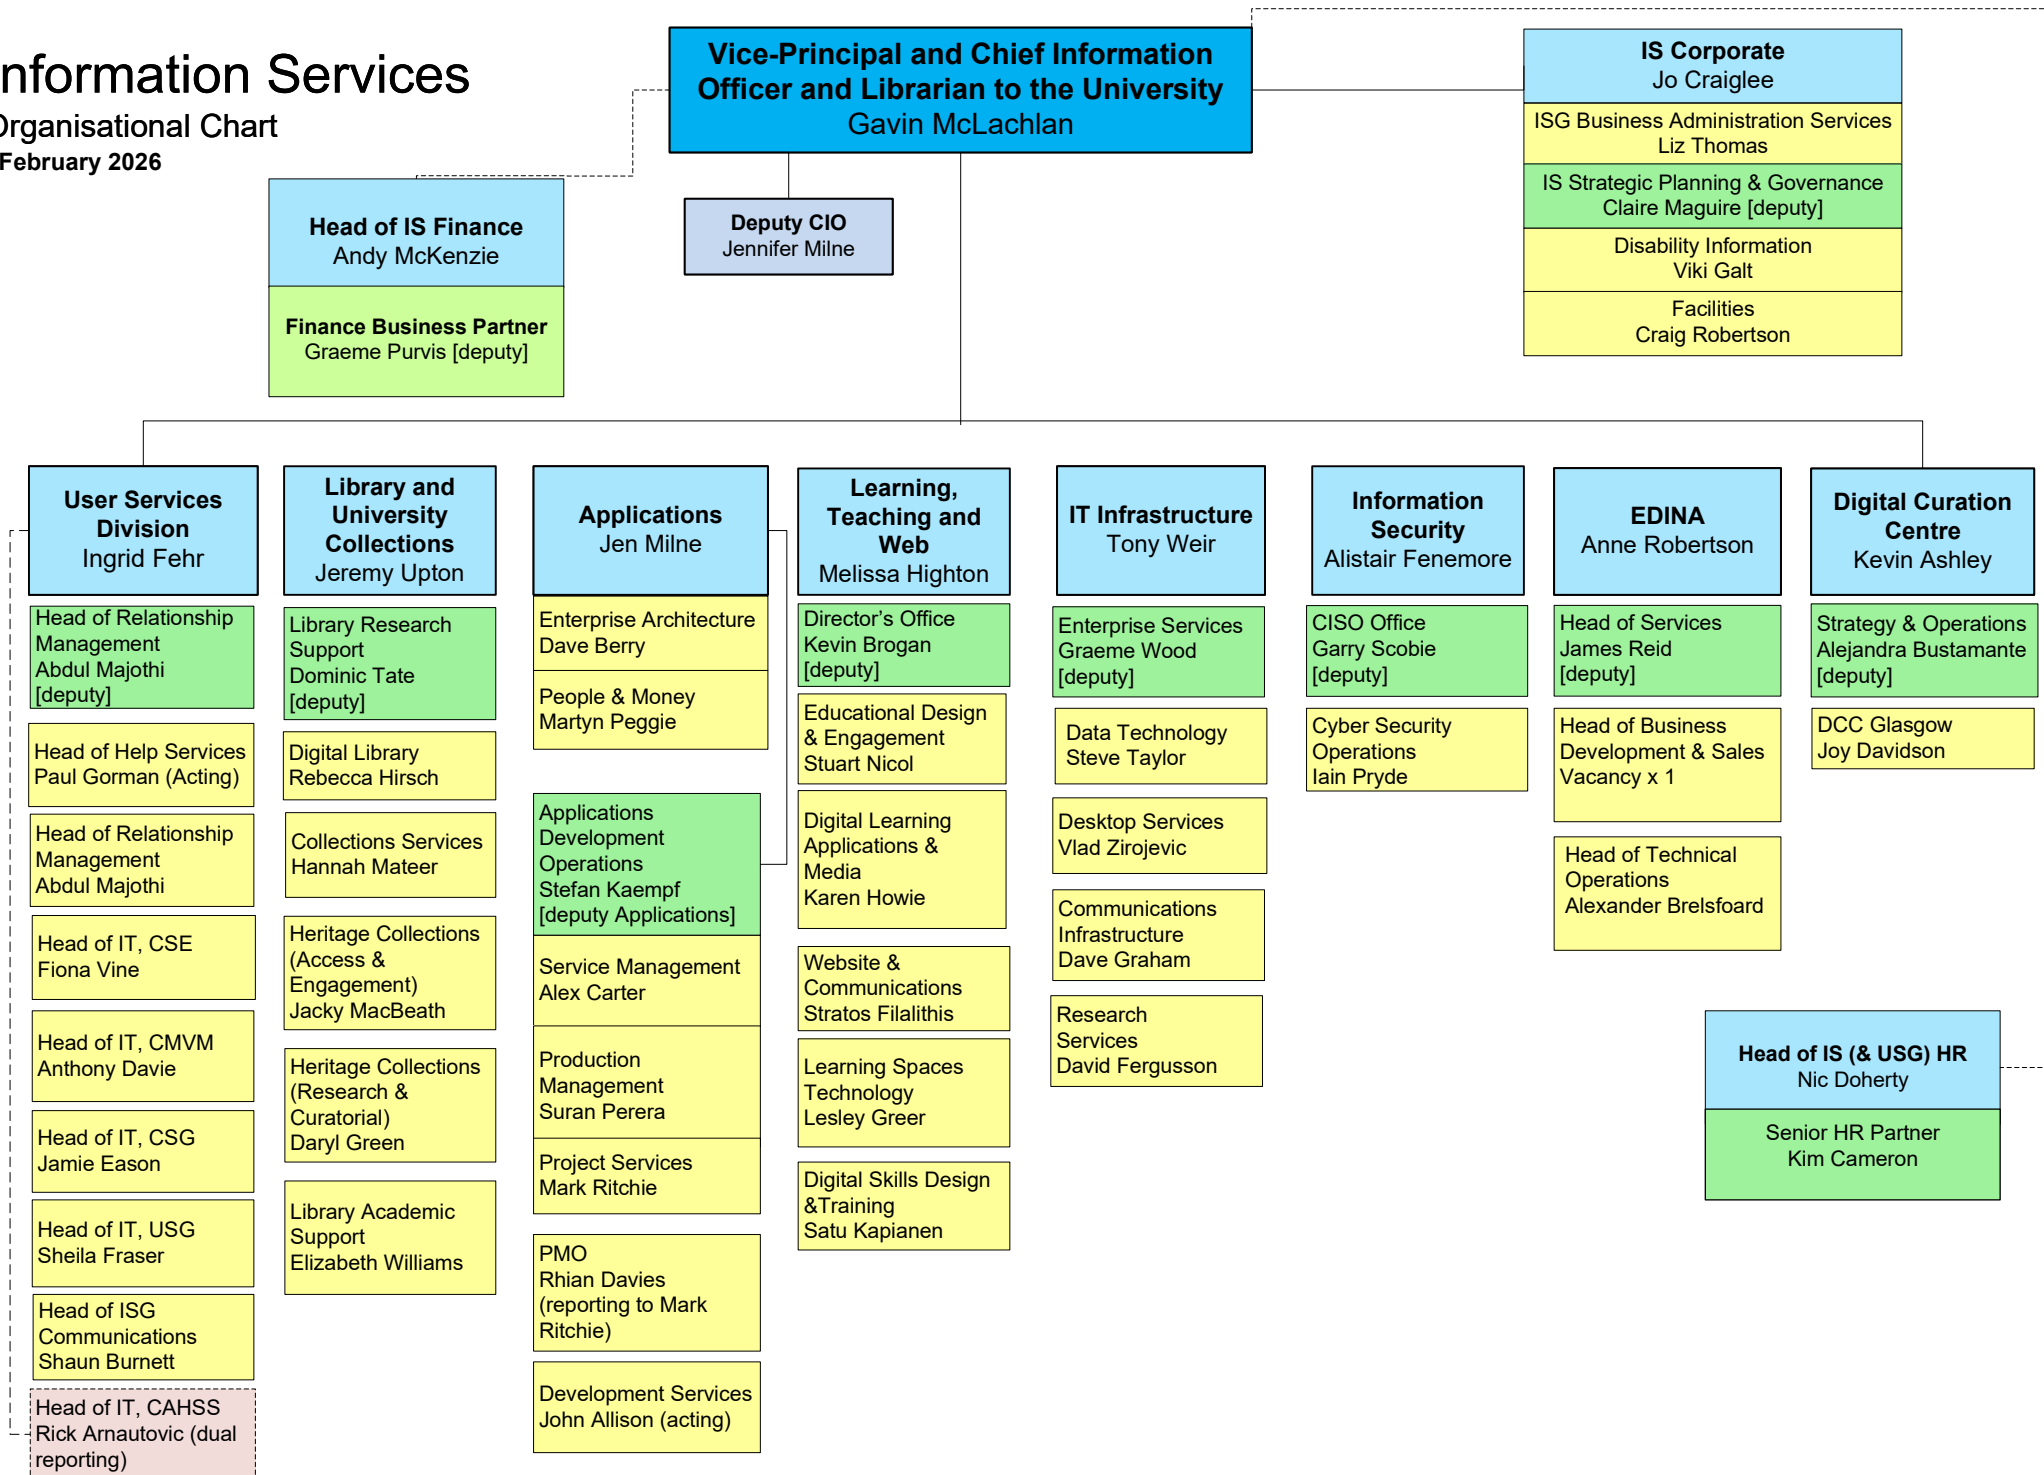 nformation Services
Organisational Chart
February 2026
Vice-Principal and Chief Information
Officer and Librarian to the University
Gavin McLachlan
IS Corporate
Jo Craiglee
ISG Business Administration Services
Liz Thomas
IS Strategic Planning & Governance
Claire Maguire [deputy]
Disability Information
Viki Galt
Facilities
Craig Robertson
Head of IS Finance
Andy McKenzie
Finance Business Partner
Graeme Purvis [deputy]
Deputy CIO
Jennifer Milne
User Services
Division
Ingrid Fehr
Head of Relationship
Management
Abdul Majothi
[deputy]
Head of Help Services
Paul Gorman (Acting)
Head of Relationship
Management
Abdul Majothi
Head of IT, CSE
Fiona Vine
Head of IT, CMVM
Anthony Davie
Head of IT, CSG
Jamie Eason
Head of IT, USG
Sheila Fraser
Head of ISG
Communications
Shaun Burnett
Head of IT, CAHSS
Rick Arnautovic (dual
reporting)
Library and
University
Collections
Jeremy Upton
Library Research
Support
Dominic Tate
[deputy]
Digital Library
Rebecca Hirsch
Collections Services
Hannah Mateer
Heritage Collections
(Access &
Engagement)
Jacky MacBeath
Heritage Collections
(Research &
Curatorial)
Daryl Green
Library Academic
Support
Elizabeth Williams
Applications
Jen Milne
Enterprise Architecture
Dave Berry
People & Money
Martyn Peggie
Applications
Development
Operations
Stefan Kaempf
[deputy Applications]
Service Management
Alex Carter
Production
Management
Suran Perera
Project Services
Mark Ritchie
PMO
Rhian Davies
(reporting to Mark
Ritchie)
Development Services
John Allison (acting)
Learning,
Teaching and
Web
Melissa Highton
Director's Office
Kevin Brogan
[deputy]
Educational Design
& Engagement
Stuart Nicol
Digital Learning
Applications &
Media
Karen Howie
Website &
Communications
Stratos Filalithis
Learning Spaces
Technology
Lesley Greer
Digital Skills Design
&Training
Satu Kapianen
IT Infrastructure
Tony Weir
Enterprise Services
Graeme Wood
[deputy]
Data Technology
Steve Taylor
Desktop Services
Vlad Zirojevic
Communications
Infrastructure
Dave Graham
Research
Services
David Fergusson
Information
Security
Alistair Fenemore
CISO Office
Garry Scobie
[deputy]
Cyber Security
Operations
Iain Pryde
EDINA
Anne Robertson
Head of Services
James Reid
[deputy]
Head of Business
Development & Sales
Vacancy x 1
Head of Technical
Operations
Alexander Brelsfoard
Digital Curation
Centre
Kevin Ashley
Strategy & Operations
Alejandra Bustamante
[deputy]
DCC Glasgow
Joy Davidson
Head of IS (& USG) HR
Nic Doherty
Senior HR Partner
Kim Cameron